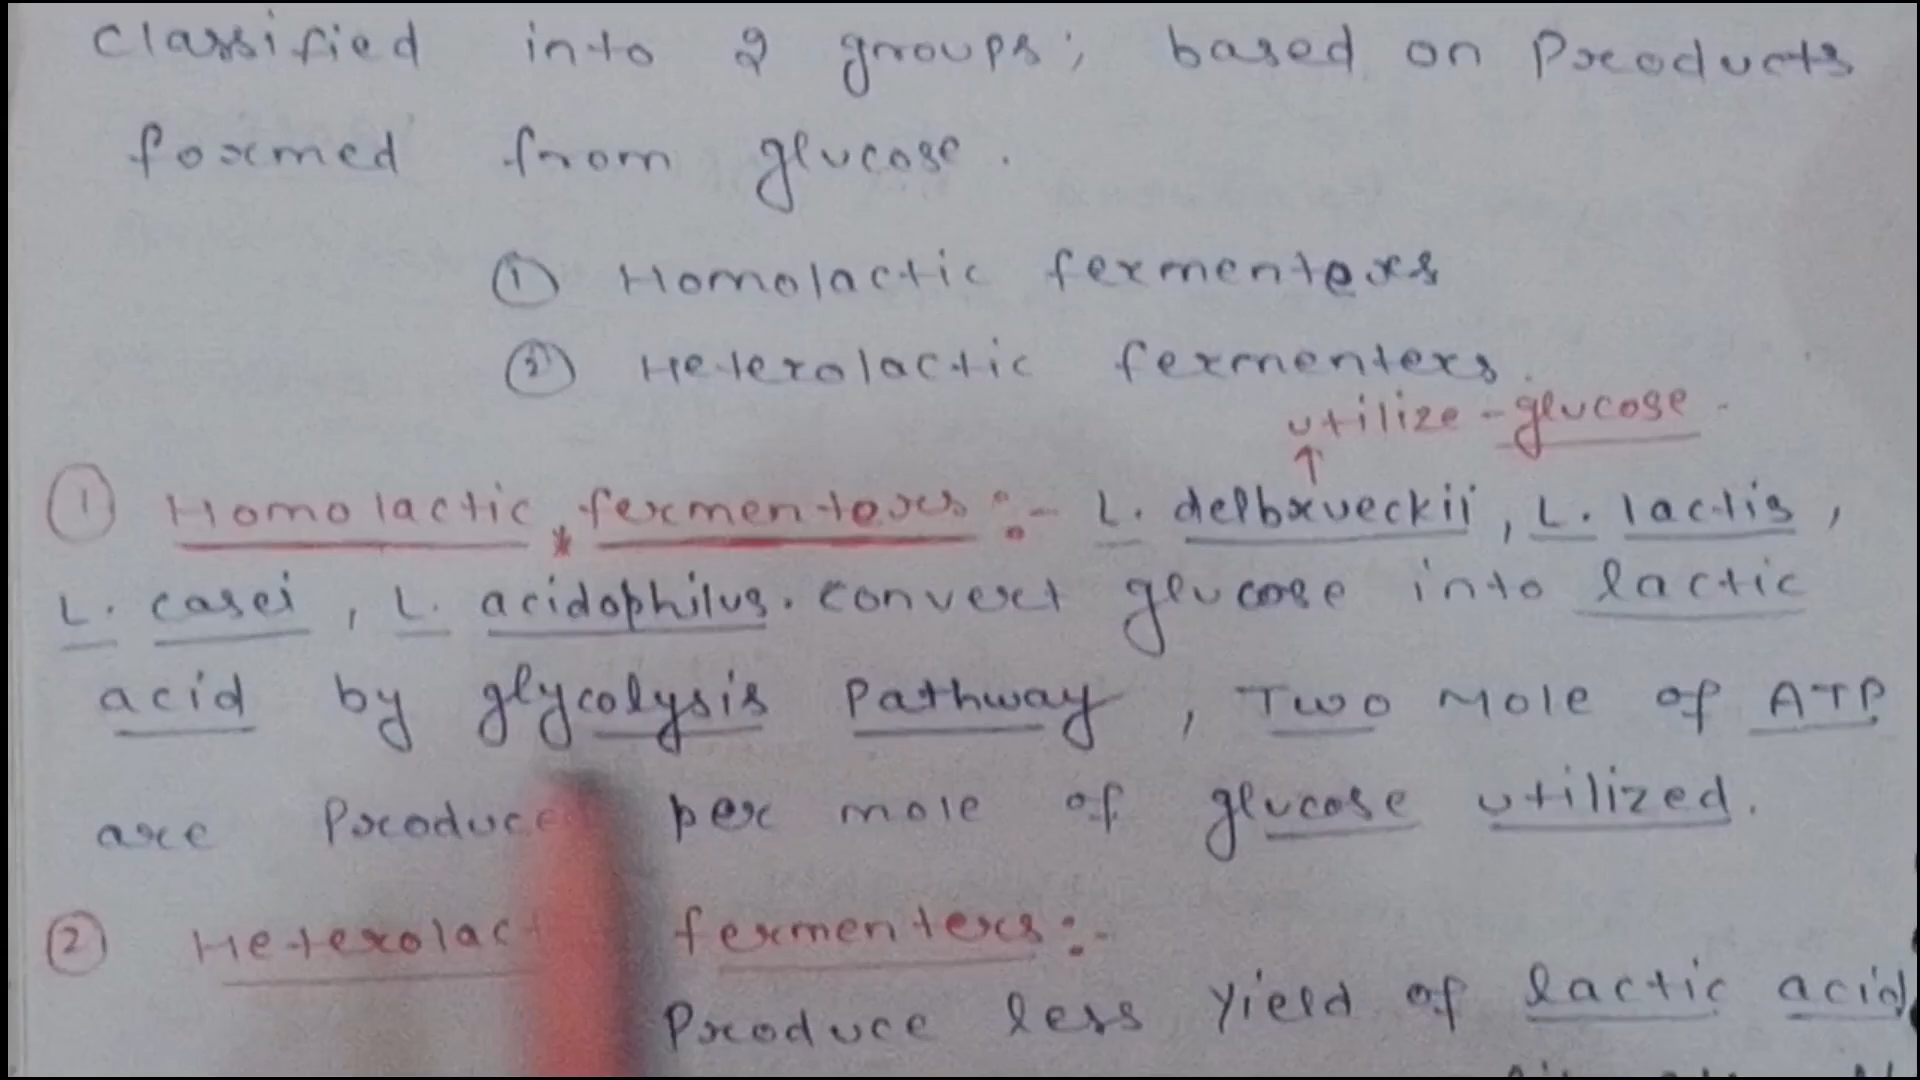 classified into 2 groups; based on Products
formed from glucose.
① Homolactic fermenters
② Heterolactic fermenters.
utilize - glucose.
↑
① Homolactic * fermenters :- L. delbrueckii, L. lactis,
L. casei, L. acidophilus. convert glucose into lactic
acid by glycolysis pathway, Two Mole of ATP
are per mole of glucose utilized.
② fermenters :-
Produce less Yield of lactic acid